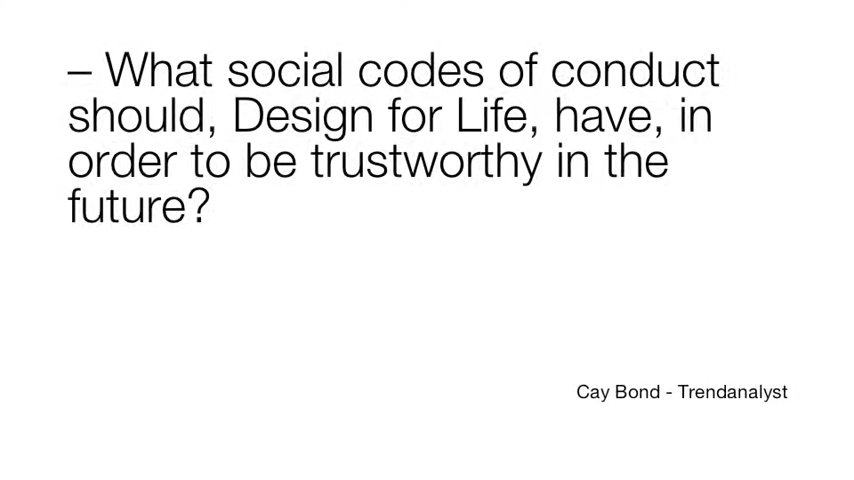 – What social codes of conduct
should, Design for Life, have, in
order to be trustworthy in the
future?
Cay Bond - Trendanalyst